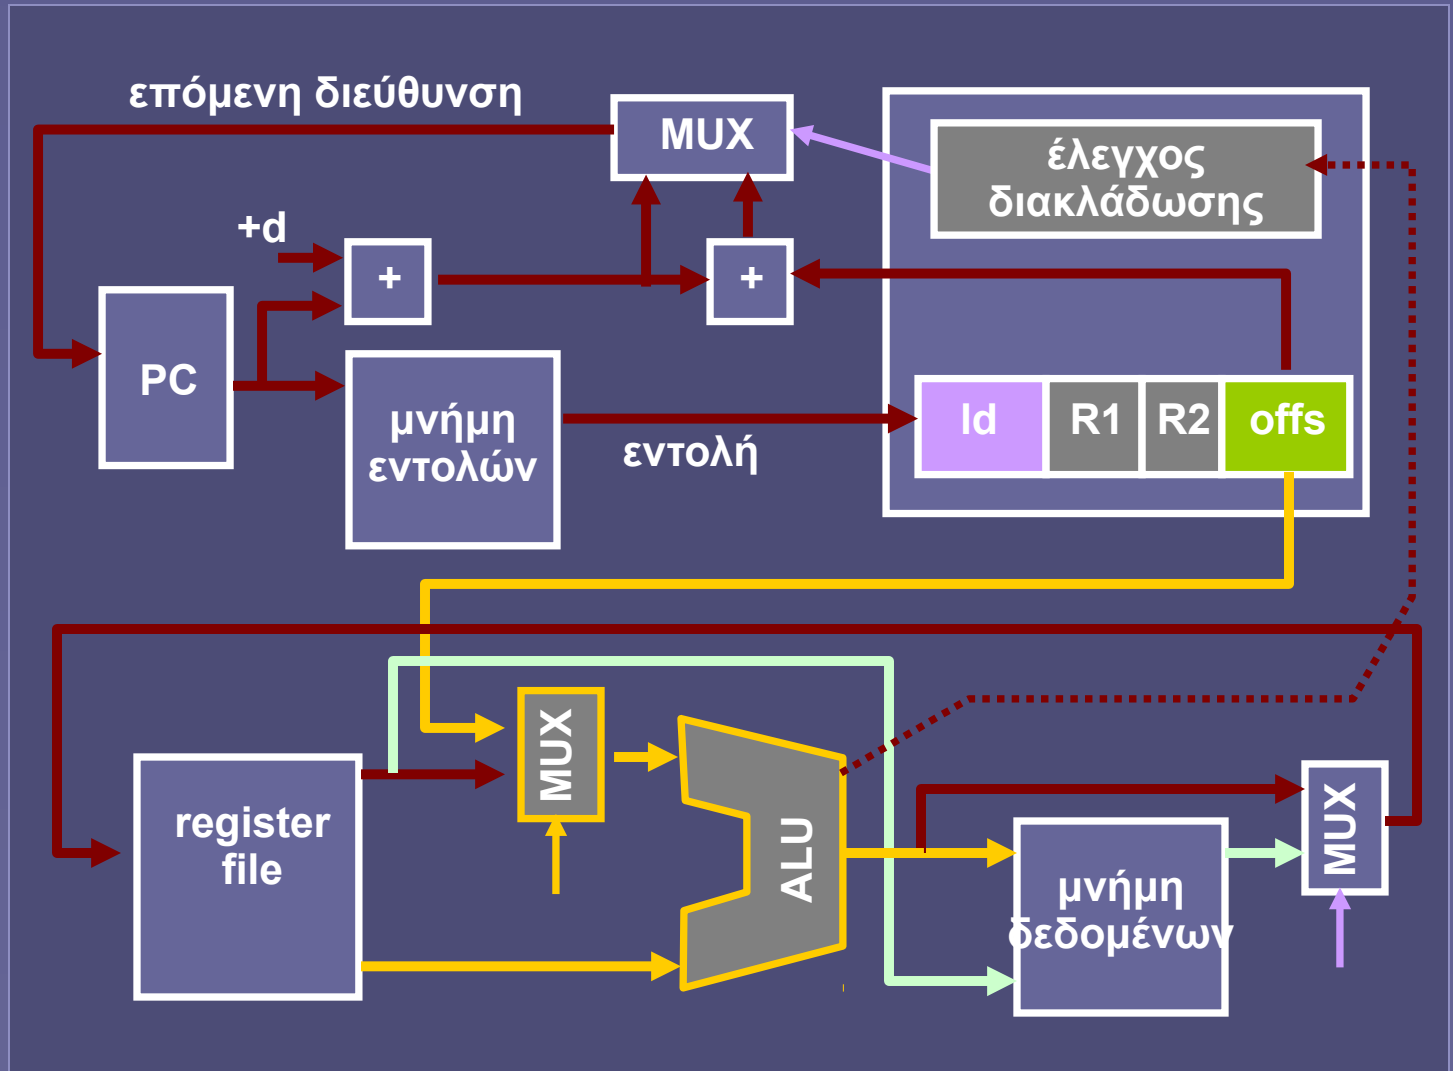 επόμενη διεύθυνση
MUX
έλεγχος
διακλάδωσης
+d
+
+
PC
μνήμη
εντολών
εντολή
ld
R1
R2
offs
MUX
register
file
ALU
MUX
μνήμη
δεδομένων